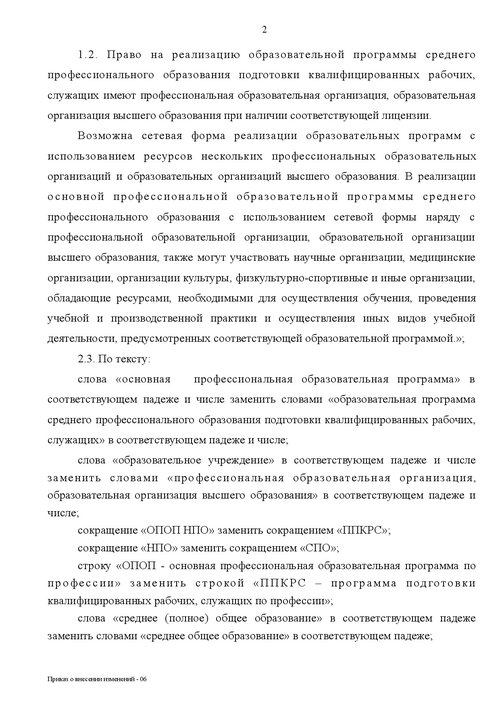 2
1.2. Право на реализацию образовательной программы среднего
профессионального образования подготовки квалифицированных рабочих,
служащих имеют профессиональная образовательная организация, образовательная
организация высшего образования при наличии соответствующей лицензии.
Возможна сетевая форма реализации образовательных программ с
использованием ресурсов нескольких профессиональных образовательных
организаций и образовательных организаций высшего образования. В реализации
основной профессиональной образовательной программы среднего
профессионального образования с использованием сетевой формы наряду с
профессиональной образовательной организации, образовательной организации
высшего образования, также могут участвовать научные организации, медицинские
организации, организации культуры, физкультурно-спортивные и иные организации,
обладающие ресурсами, необходимыми для осуществления обучения, проведения
учебной и производственной практики и осуществления иных видов учебной
деятельности, предусмотренных соответствующей образовательной программой.»;
2.3. По тексту:
слова «основная профессиональная образовательная программа» в
соответствующем падеже и числе заменить словами «образовательная программа
среднего профессионального образования подготовки квалифицированных рабочих,
служащих» в соответствующем падеже и числе;
слова «образовательное учреждение» в соответствующем падеже и числе
заменить словами «профессиональная образовательная организация,
образовательная организация высшего образования» в соответствующем падеже и
числе;
сокращение «ОПОП НПО» заменить сокращением «ППКРС»;
сокращение «НПО» заменить сокращением «СПО»;
строку «ОПОП - основная профессиональная образовательная программа по
профессии» заменить строкой «ППКРС – программа подготовки
квалифицированных рабочих, служащих по профессии»;
слова «среднее (полное) общее образование» в соответствующем падеже
заменить словами «среднее общее образование» в соответствующем падеже;
Приказ о внесении изменений - 06